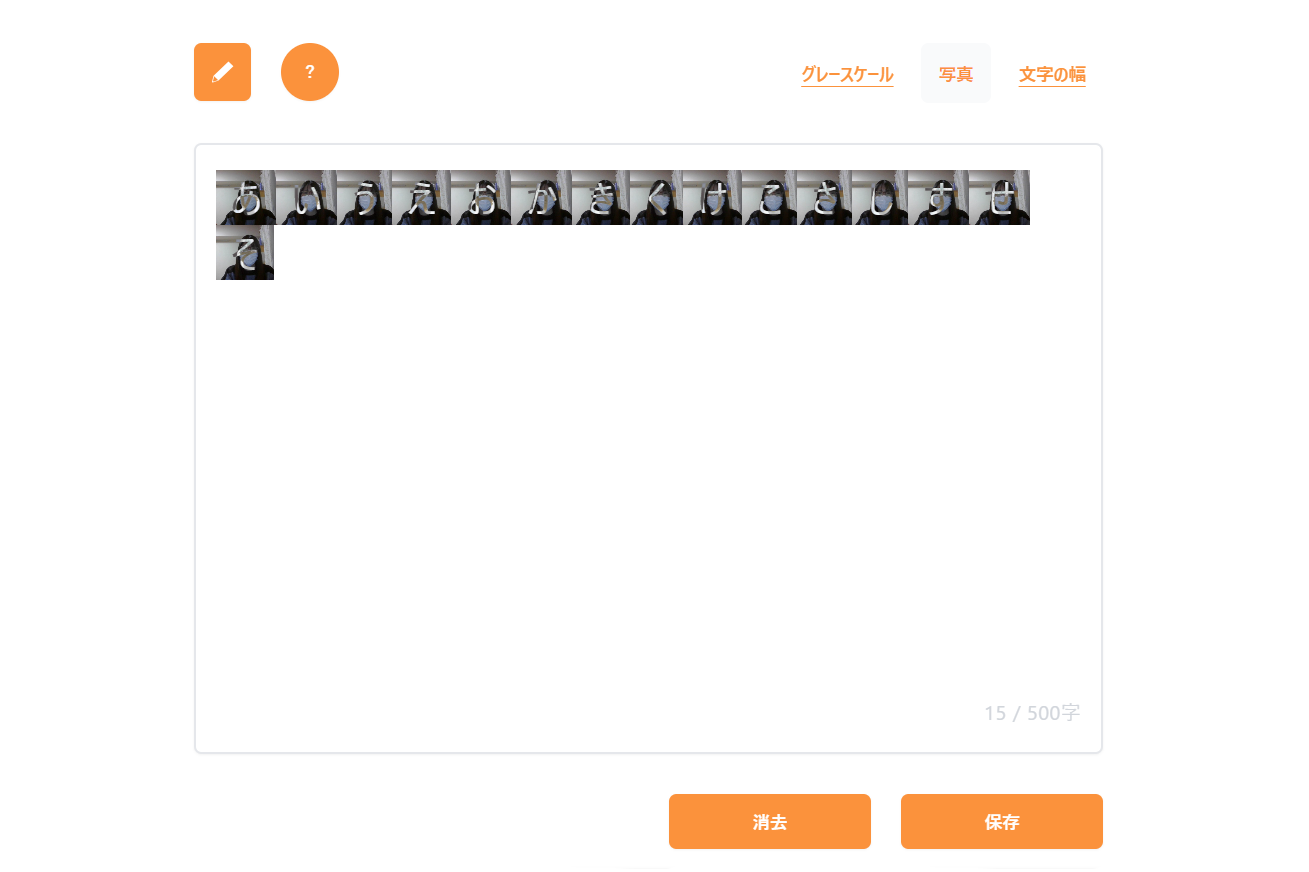 ?
グレースケール 写真 文字の幅
あいうえおかきくけこさしすせ
そ
15 / 500字
消去 保存